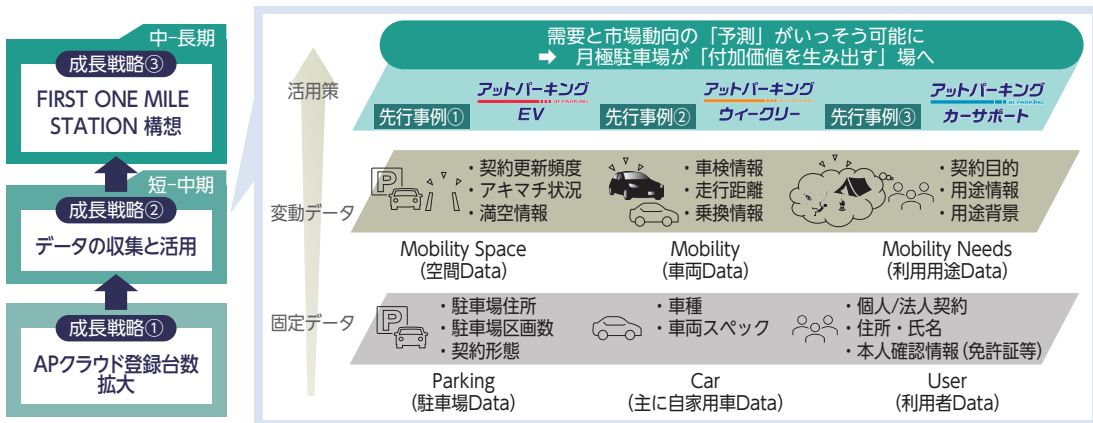 中-長期
成長戦略③
FIRST ONE MILE
STATION 構想
短-中期
成長戦略②
データの収集と活用
成長戦略①
APクラウド登録台数
拡大
需要と市場動向の「予測」がいっそう可能に
➡ 月極駐車場が「付加価値を生み出す」場へ
活用策
先行事例①
アットパーキング
EV
先行事例②
アットパーキング
ウィークリー
先行事例③
アットパーキング
カーサポート
変動データ
P
・契約更新頻度
・アキマチ状況
・満空情報
・車検情報
・走行距離
・乗換情報
・契約目的
・用途情報
・用途背景
Mobility Space
(空間Data)
Mobility
(車両Data)
Mobility Needs
(利用用途Data)
固定データ
P
・駐車場住所
・駐車場区画数
・契約形態
・車種
・車両スペック
・個人/法人契約
・住所・氏名
・本人確認情報(免許証等)
Parking
(駐車場Data)
Car
(主に自家用車Data)
User
(利用者Data)